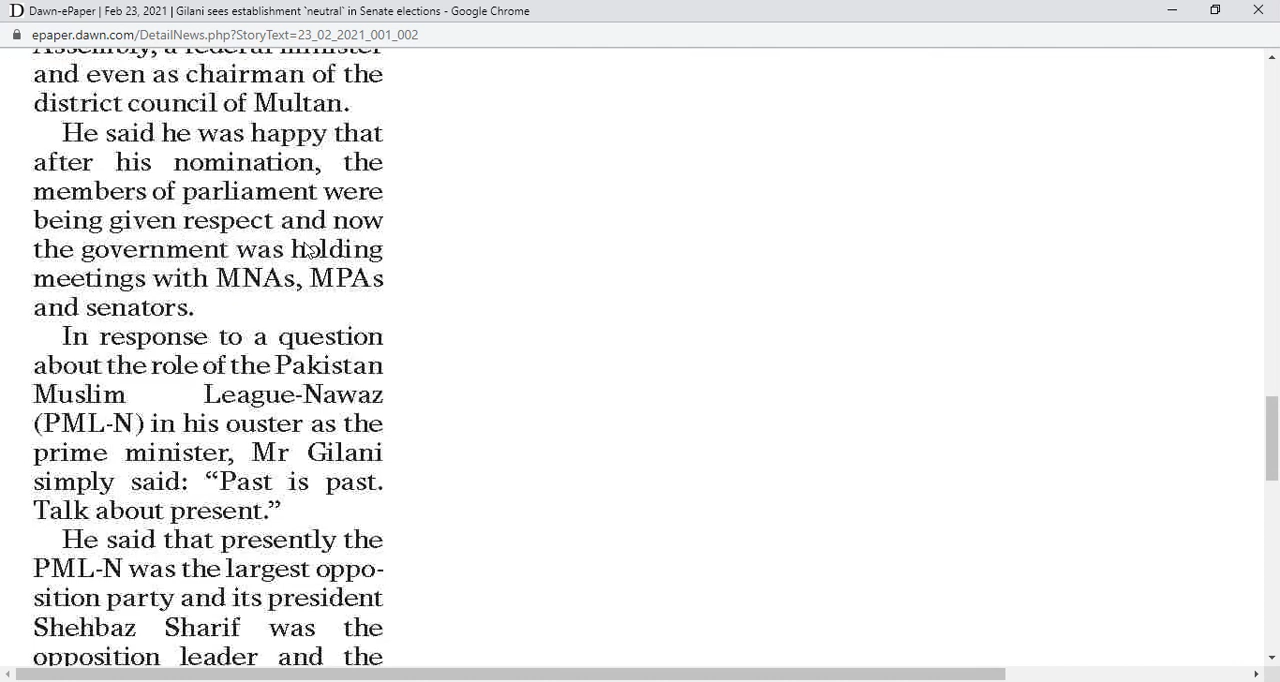 Dawn-ePaper | Feb 23, 2021 | Gilani sees establishment `neutral` in Senate elections - Google Chrome
epaper.dawn.com/DetailNews.php?StoryText=23_02_2021_001_002
Assembly, a federal minister
and even as chairman of the
district council of Multan.
He said he was happy that
after his nomination, the
members of parliament were
being given respect and now
the government was holding
meetings with MNAs, MPAs
and senators.
In response to a question
about the role of the Pakistan
Muslim League-Nawaz
(PML-N) in his ouster as the
prime minister, Mr Gilani
simply said: “Past is past.
Talk about present.”
He said that presently the
PML-N was the largest oppo-
sition party and its president
Shehbaz Sharif was the
opposition leader and the